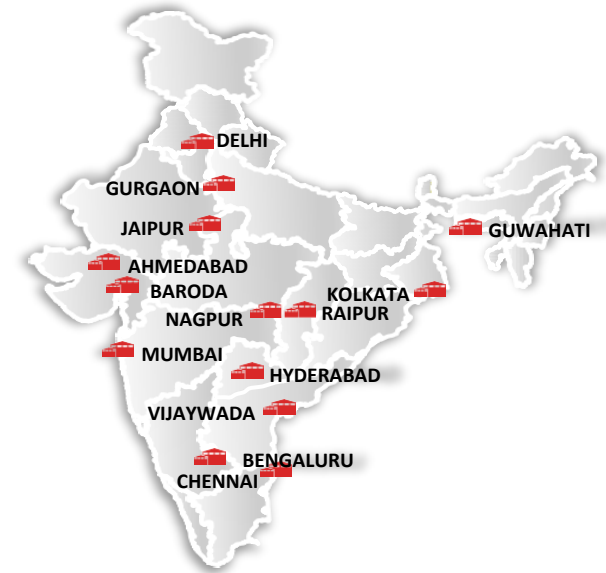 DELHI
GURGAON
JAIPUR
GUWAHATI
AHMEDABAD
BARODA
KOLKATA
NAGPUR
RAIPUR
MUMBAI
HYDERABAD
VIJAYWADA
BENGALURU
CHENNAI